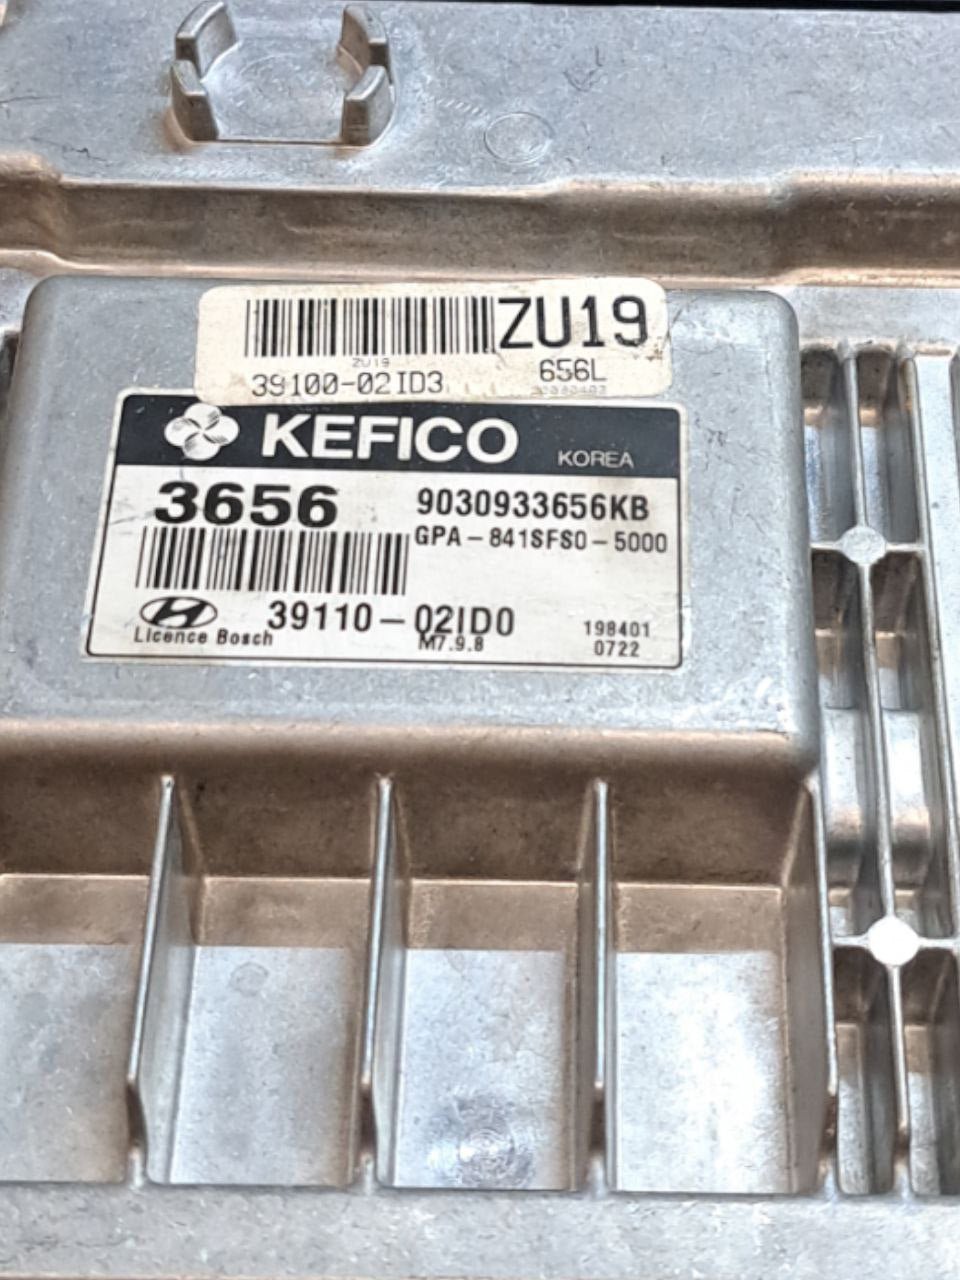 ZU19
ZU19
39100-02ID3 656L
KEFICO KOREA
3656 9030933656KB
GPA-841SFS0-5000
39110-02ID0 198401
Licence Bosch M7.9.8 0722